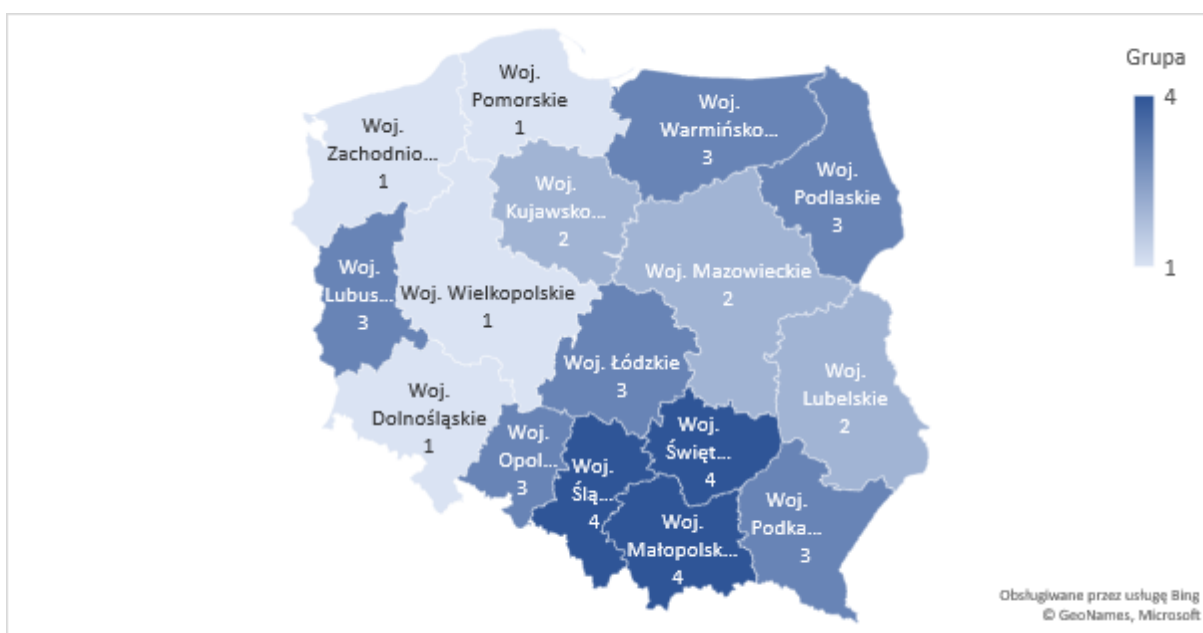 Grupa
4
1
Woj.
Pomorskie
1
Woj.
Zachodnio...
1
Woj.
Warmińsko...
3
Woj.
Podlaskie
3
Woj.
Kujawsko...
2
Woj.
Lubus...
3
Woj. Wielkopolskie
1
Woj. Mazowieckie
2
Woj. Łódzkie
3
Woj.
Lubelskie
2
Woj.
Dolnośląskie
1
Woj.
Opol...
3
Woj.
Ślą...
4
Woj.
Święt...
4
Woj.
Małopolsk...
4
Woj.
Podka...
3
Obsługiwane przez usługę Bing
© GeoNames, Microsoft